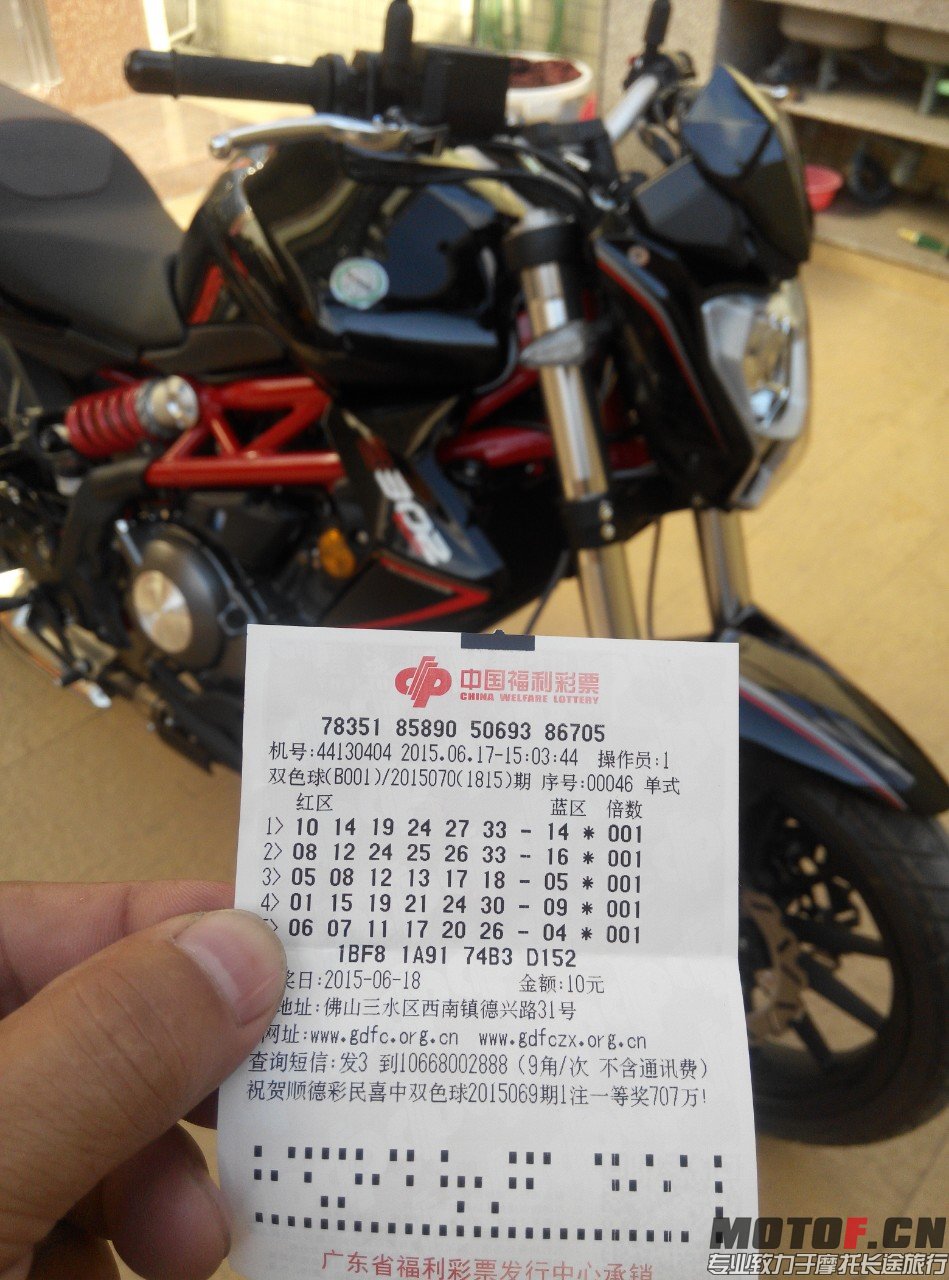 302
中国福利彩票
CHINA WELFARE LOTTERY
78351 85890 50693 86705
机号:44130404 2015.06.17-15:03:44 操作员:1
双色球(B001)/2015070(1815)期 序号:00046 单式
红区 蓝区 倍数
1> 10 14 19 24 27 33 - 14 * 001
2> 08 12 24 25 26 33 - 16 * 001
3> 05 08 12 13 17 18 - 05 * 001
4> 01 15 19 21 24 30 - 09 * 001
5> 06 07 11 17 20 26 - 04 * 001
1BF8 1A91 74B3 D152
奖日:2015-06-18 金额:10元
地址:佛山三水区西南镇德兴路31号
网址:www.gdfc.org.cn www.gdfczx.org.cn
查询短信:发3 到10668002888(9角/次 不含通讯费)
祝贺顺德彩民喜中双色球2015069期1注一等奖707万!
广东省福利彩票发行中心承销
MOTOF.CN
专业致力于摩托长途旅行